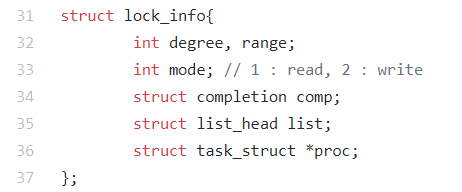 31 struct lock_info{
32         int degree, range;
33         int mode; // 1 : read, 2 : write
34         struct completion comp;
35         struct list_head list;
36         struct task_struct *proc;
37 };